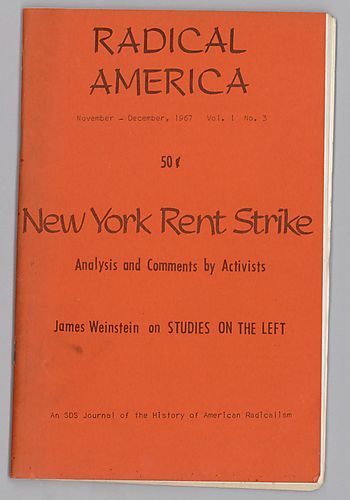 RADICAL
AMERICA
November - December, 1967 Vol. 1 No. 3
50¢
New York Rent Strike
Analysis and Comments by Activists
James Weinstein on STUDIES ON THE LEFT
An SDS Journal of the History of American Radicalism